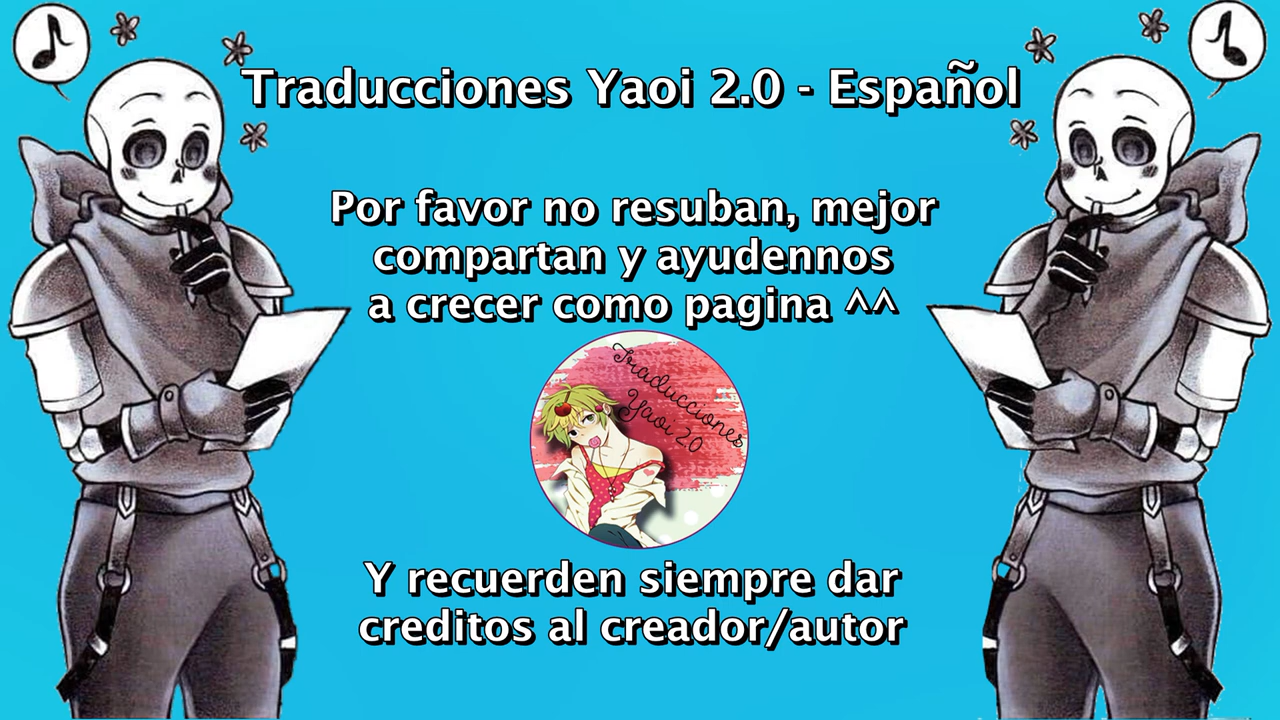 Traducciones Yaoi 2.0 - Español
Por favor no resuban, mejor
compartan y ayudennos
a crecer como pagina ^^
Traducciones
Yaoi 2.0
Y recuerden siempre dar
creditos al creador/autor